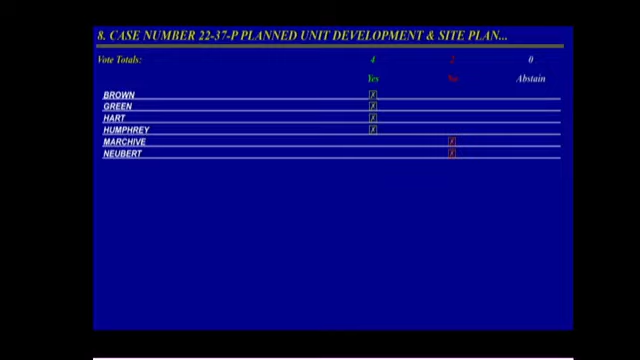 8. CASE NUMBER 22-37-P PLANNED UNIT DEVELOPMENT & SITE PLAN...
Vote Totals: 4 2 0
Yes No Abstain
BROWN X
GREEN X
HART X
HUMPHREY X
MARCHIVE X
NEUBERT X